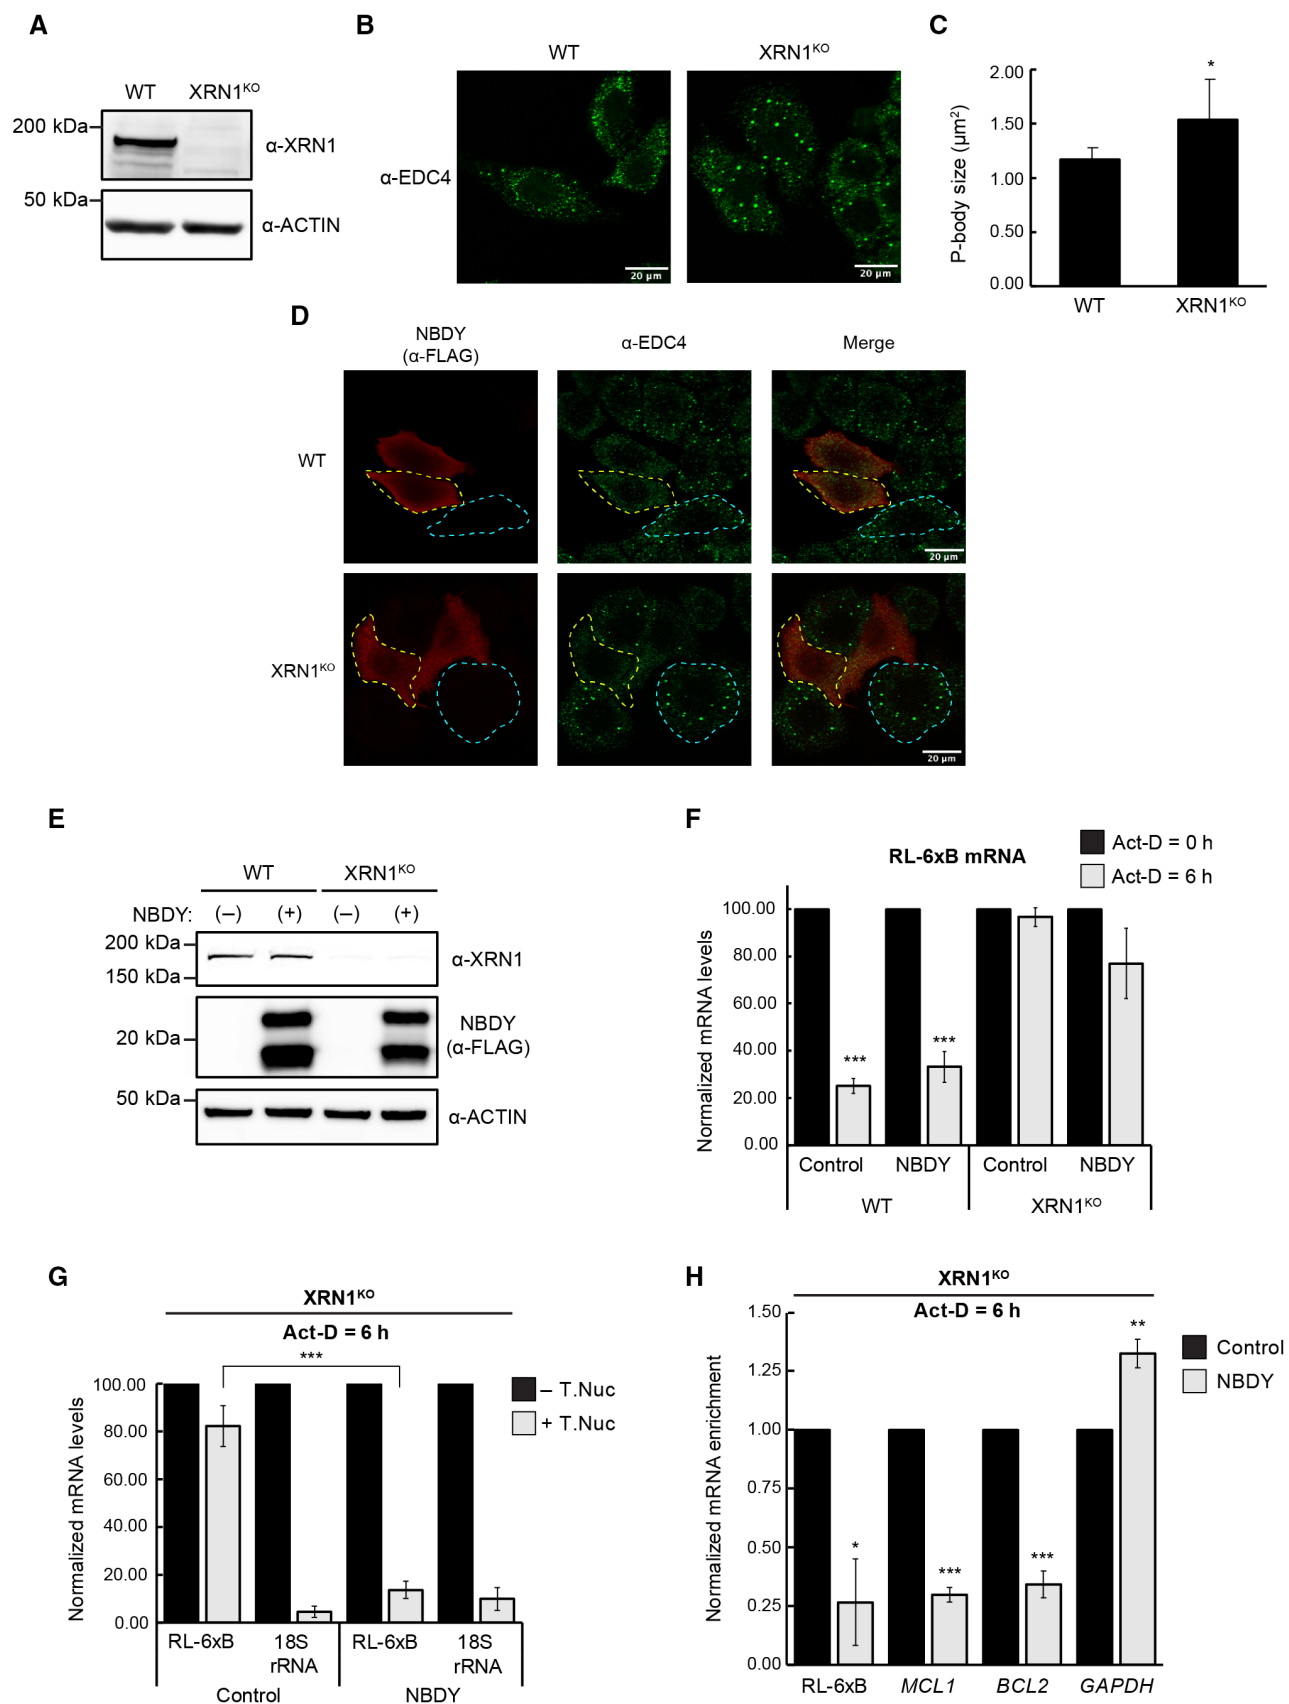 A
WT XRN1KO
200 kDa
α-XRN1
50 kDa
α-ACTIN
B
WT XRN1KO
α-EDC4
20 µm 20 µm
C
2.00
*
1.50
1.00
0.50
0.00
P-body size (µm²)
WT XRN1KO
D
NBDY
(α-FLAG)
α-EDC4
Merge
WT
20 µm
XRN1KO
20 µm
E
WT XRN1KO
NBDY: (–) (+) (–) (+)
200 kDa
150 kDa
α-XRN1
20 kDa
NBDY
(α-FLAG)
50 kDa
α-ACTIN
F
Act-D = 0 h
Act-D = 6 h
RL-6xB mRNA
Normalized mRNA levels
100.00
80.00
60.00
40.00
20.00
0.00
*** ***
Control NBDY Control NBDY
WT XRN1KO
G
XRN1KO
Act-D = 6 h
***
– T.Nuc
+ T.Nuc
Normalized mRNA levels
100.00
80.00
60.00
40.00
20.00
0.00
RL-6xB 18S RL-6xB 18S
rRNA rRNA
Control NBDY
H
XRN1KO
Act-D = 6 h
Control
NBDY
Normalized mRNA enrichment
1.50
1.25
1.00
0.75
0.50
0.25
0.00
* *** *** **
RL-6xB MCL1 BCL2 GAPDH